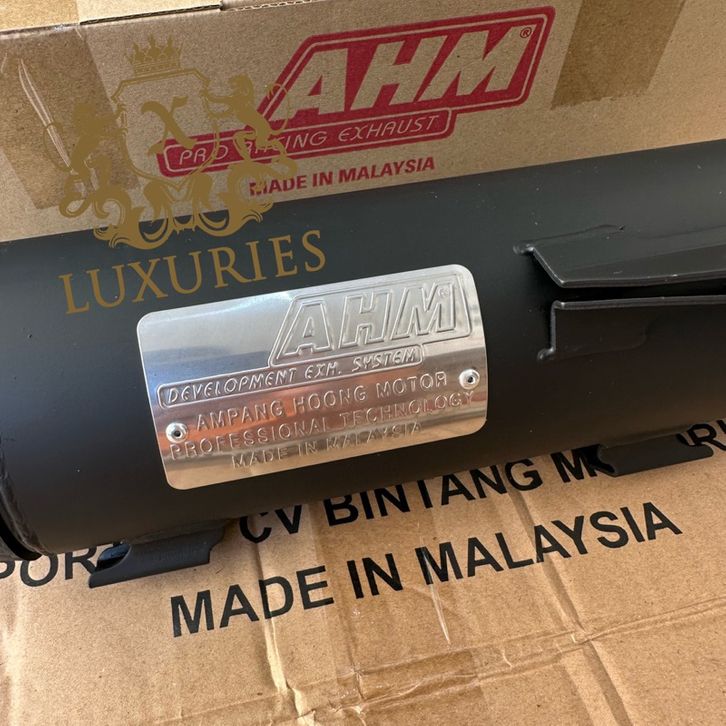 AHM®
PRO RACING EXHAUST
MADE IN MALAYSIA
X
LUXURIES
AHM®
DEVELOPMENT EXH. SYSTEM
AMPANG HOONG MOTOR
PROFESSIONAL TECHNOLOGY
MADE IN MALAYSIA
CV BINTANG
MADE IN MALAYSIA